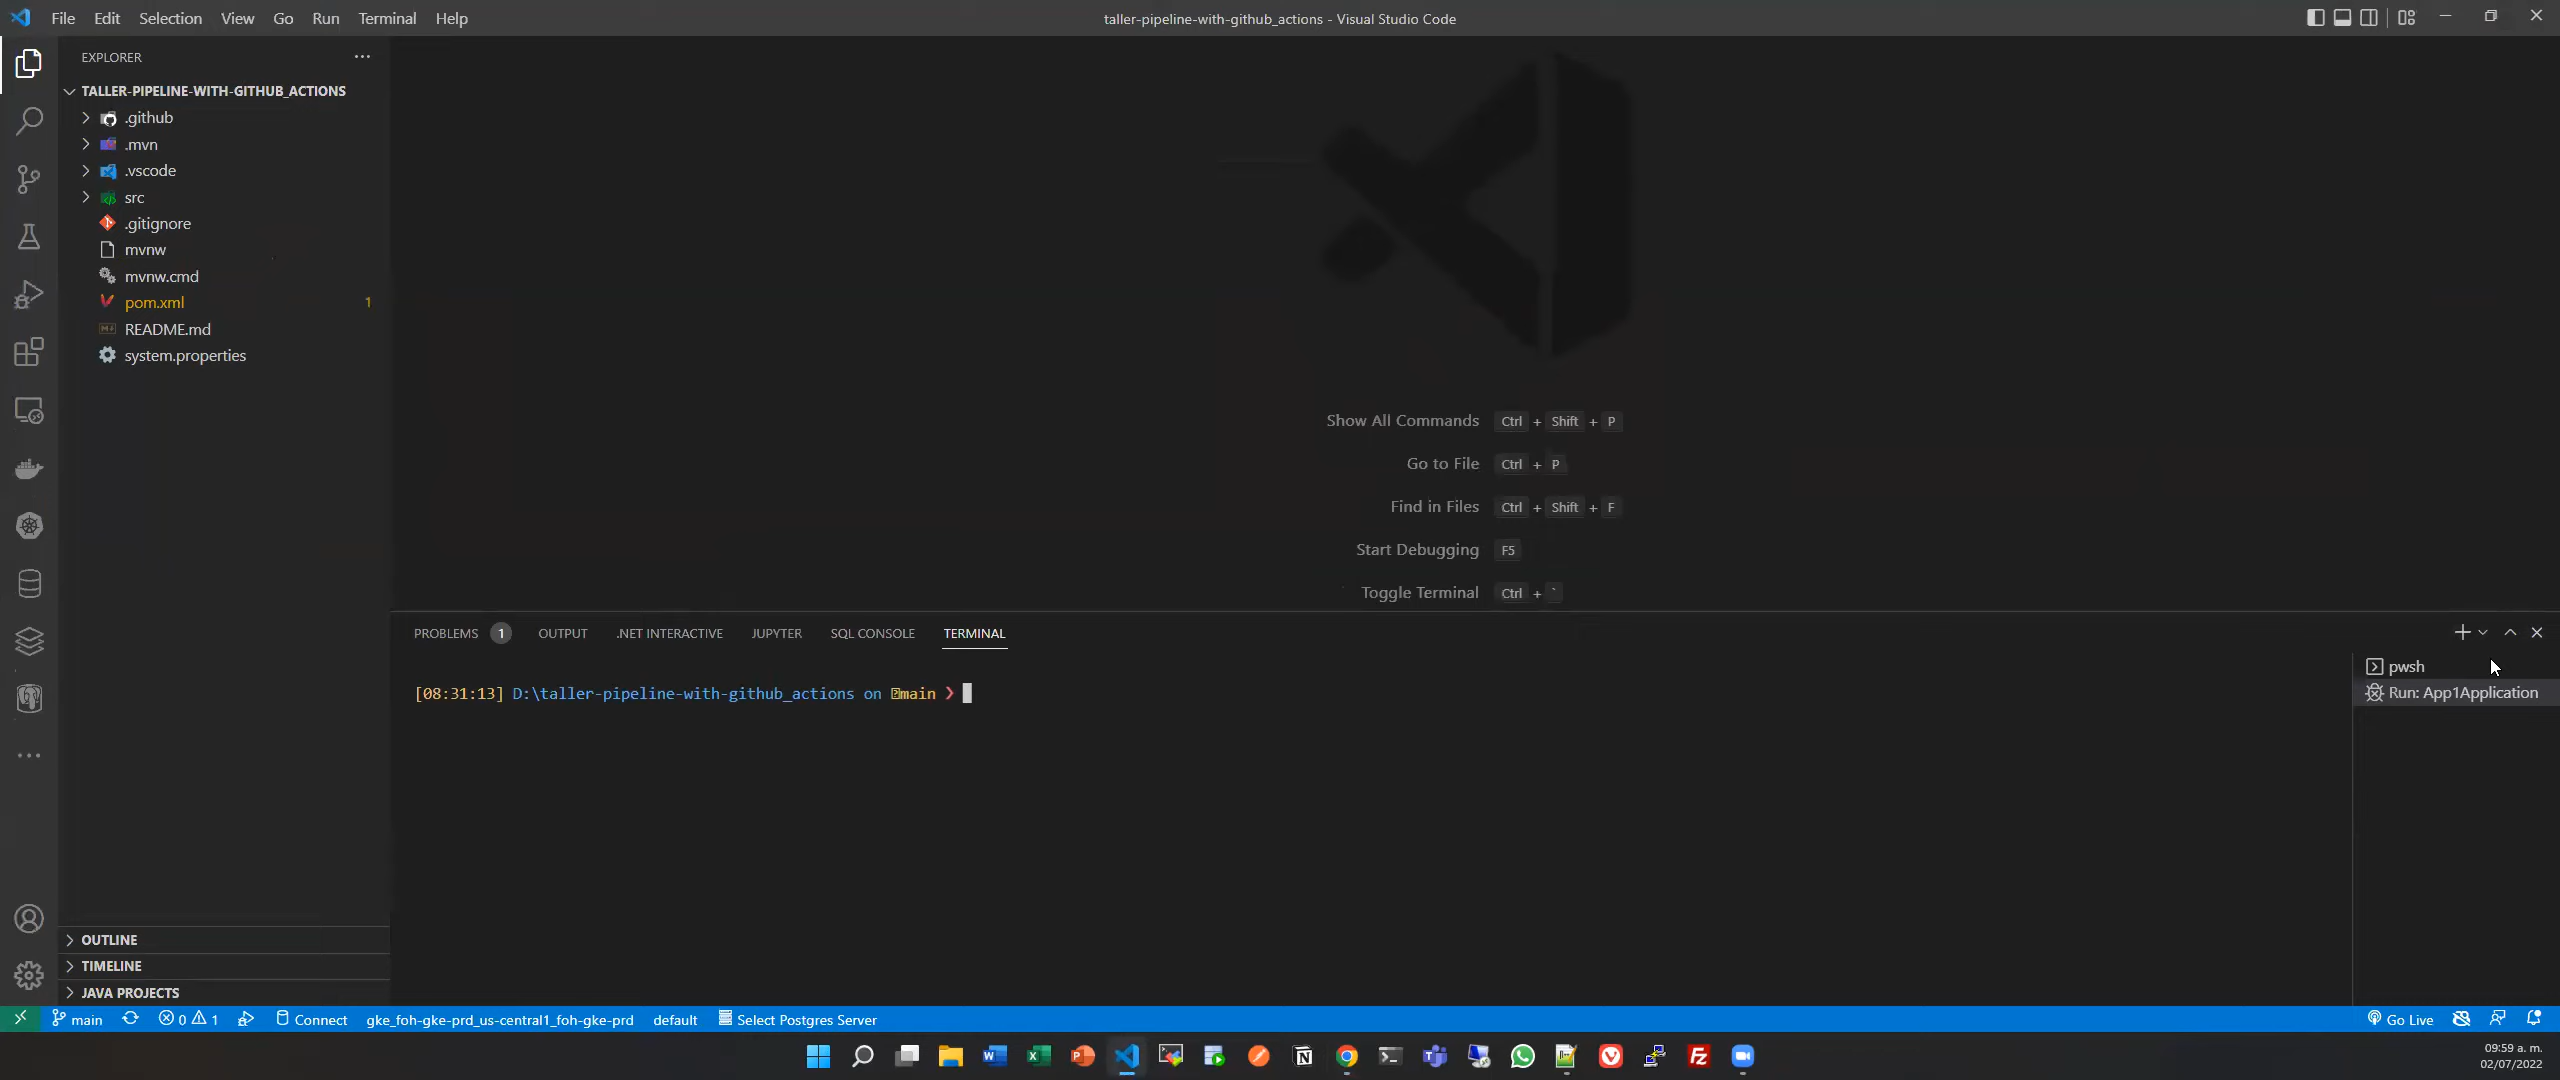 File Edit Selection View Go Run Terminal Help
taller-pipeline-with-github_actions - Visual Studio Code
EXPLORER
TALLER-PIPELINE-WITH-GITHUB_ACTIONS
.github
.mvn
.vscode
src
.gitignore
mvnw
mvnw.cmd
pom.xml 1
README.md
system.properties
OUTLINE
TIMELINE
JAVA PROJECTS
Show All Commands Ctrl + Shift + P
Go to File Ctrl + P
Find in Files Ctrl + Shift + F
Start Debugging F5
Toggle Terminal Ctrl + `
PROBLEMS 1 OUTPUT .NET INTERACTIVE JUPYTER SQL CONSOLE TERMINAL
[08:31:13] D:\taller-pipeline-with-github_actions on main ❯
pwsh
Run: App1Application
main 0 1 Connect gke_foh-gke-prd_us-central1_foh-gke-prd default Select Postgres Server Go Live
09:59 a. m.
02/07/2022